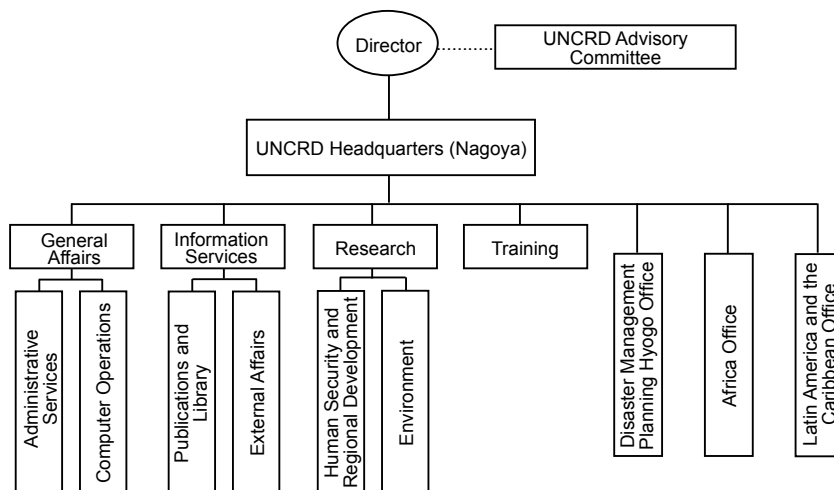 Director
UNCRD Advisory
Committee
UNCRD Headquarters (Nagoya)
General
Affairs
Information
Services
Research
Training
Administrative
Services
Computer Operations
Publications and
Library
External Affairs
Human Security and
Regional Development
Environment
Disaster Management
Planning Hyogo Office
Africa Office
Latin America and the
Caribbean Office